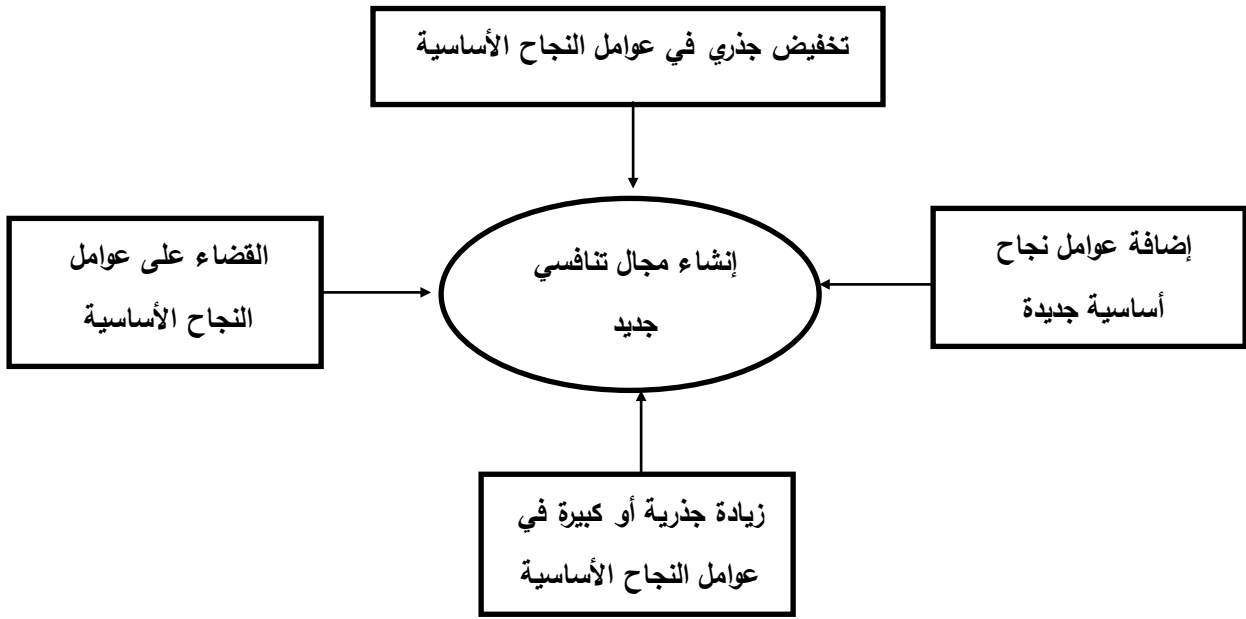 تخفيض جذري في عوامل النجاح الأساسية
إضافة عوامل نجاح
أساسية جديدة
إنشاء مجال تنافسي
جديد
القضاء على عوامل
النجاح الأساسية
زيادة جذرية أو كبيرة في
عوامل النجاح الأساسية